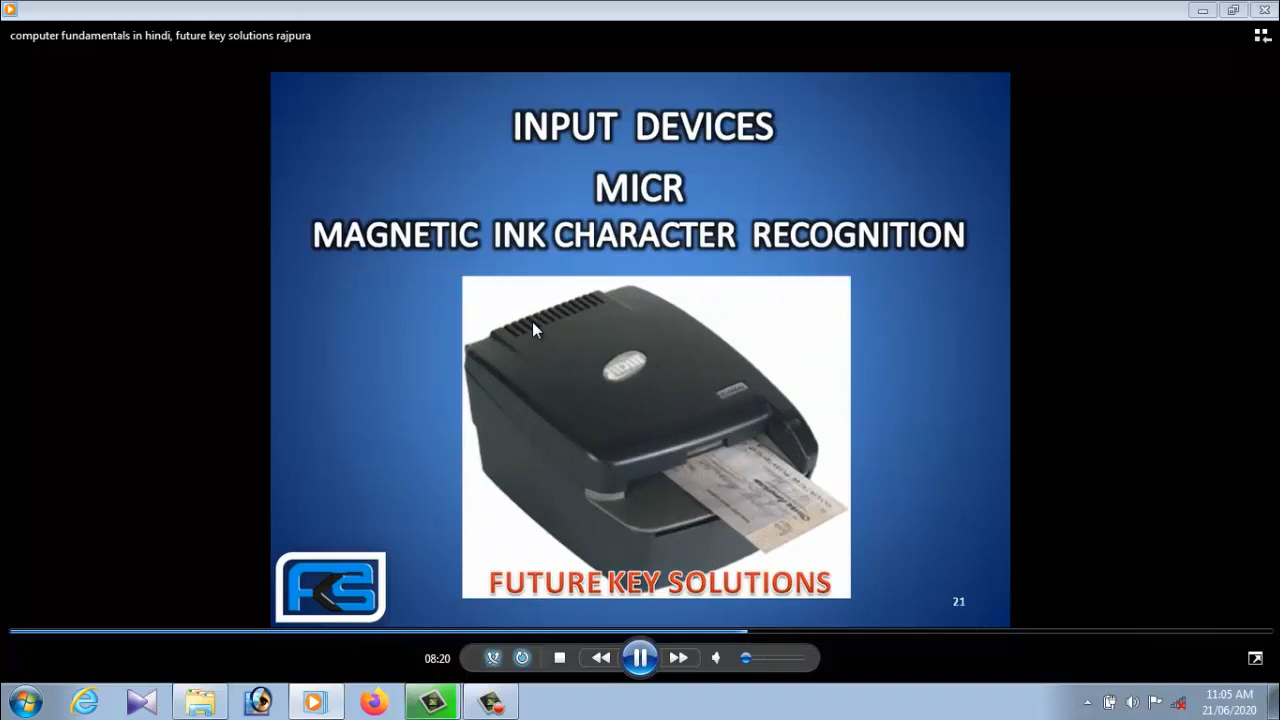 computer fundamentals in hindi, future key solutions rajpura
INPUT DEVICES
MICR
MAGNETIC INK CHARACTER RECOGNITION
FUTURE KEY SOLUTIONS
FKS
21
08:20
11:05 AM
21/06/2020